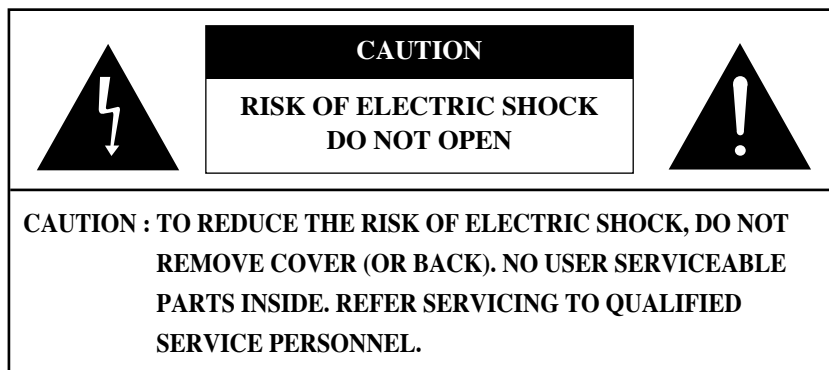 CAUTION
RISK OF ELECTRIC SHOCK
DO NOT OPEN
CAUTION : TO REDUCE THE RISK OF ELECTRIC SHOCK, DO NOT
REMOVE COVER (OR BACK). NO USER SERVICEABLE
PARTS INSIDE. REFER SERVICING TO QUALIFIED
SERVICE PERSONNEL.